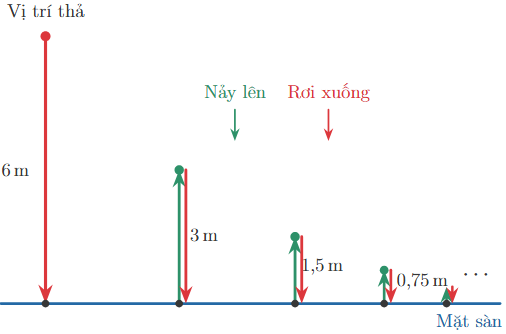 Vị trí thả
Nảy lên
Rơi xuống
6 m
3 m
1,5 m
0,75 m
...
Mặt sàn